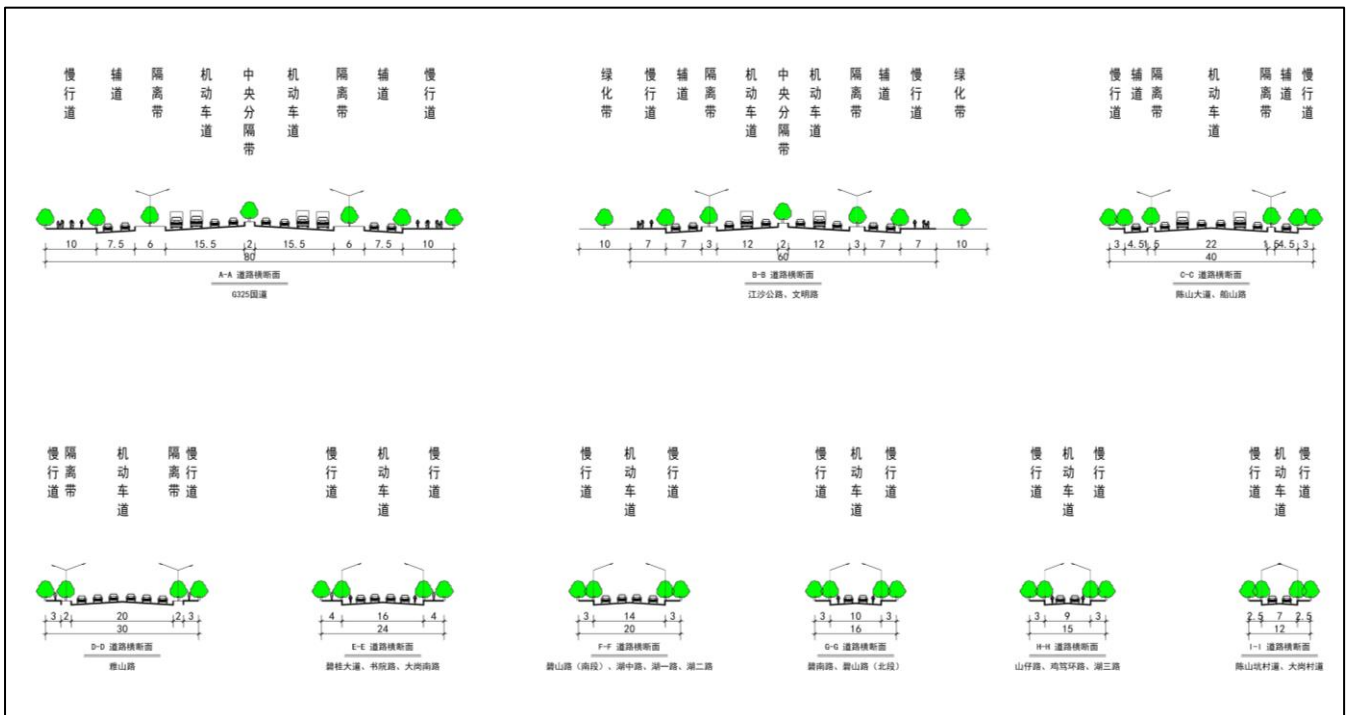 慢行道 辅道 隔离带 机动车道 中央分隔带 机动车道 隔离带 辅道 慢行道
10 7.5 6 15.5 2 15.5 6 7.5 10
80
A-A 道路横断面
G325国道
绿化带 慢行道 辅道 隔离带 机动车道 中央分隔带 机动车道 隔离带 辅道 慢行道 绿化带
10 7 7 3 12 2 12 3 7 7 10
60
B-B 道路横断面
江沙公路、文明路
慢行道 辅道 隔离带 机动车道 隔离带 辅道 慢行道
3 4.5 1.5 22 1.5 4.5 3
40
C-C 道路横断面
陈山大道、船山路
慢行道 隔离带 机动车道 隔离带 慢行道
3 2 20 2 3
30
D-D 道路横断面
雅山路
慢行道 机动车道 慢行道
4 16 4
24
E-E 道路横断面
碧桂大道、书院路、大岗南路
慢行道 机动车道 慢行道
3 14 3
20
F-F 道路横断面
碧山路（南段）、湖中路、湖一路、湖二路
慢行道 机动车道 慢行道
3 10 3
16
G-G 道路横断面
碧南路、碧山路（北段）
慢行道 机动车道 慢行道
3 9 3
15
H-H 道路横断面
山仔路、鸡笃环路、湖三路
慢行道 机动车道 慢行道
2.5 7 2.5
12
I-I 道路横断面
陈山坑村道、大岗村道